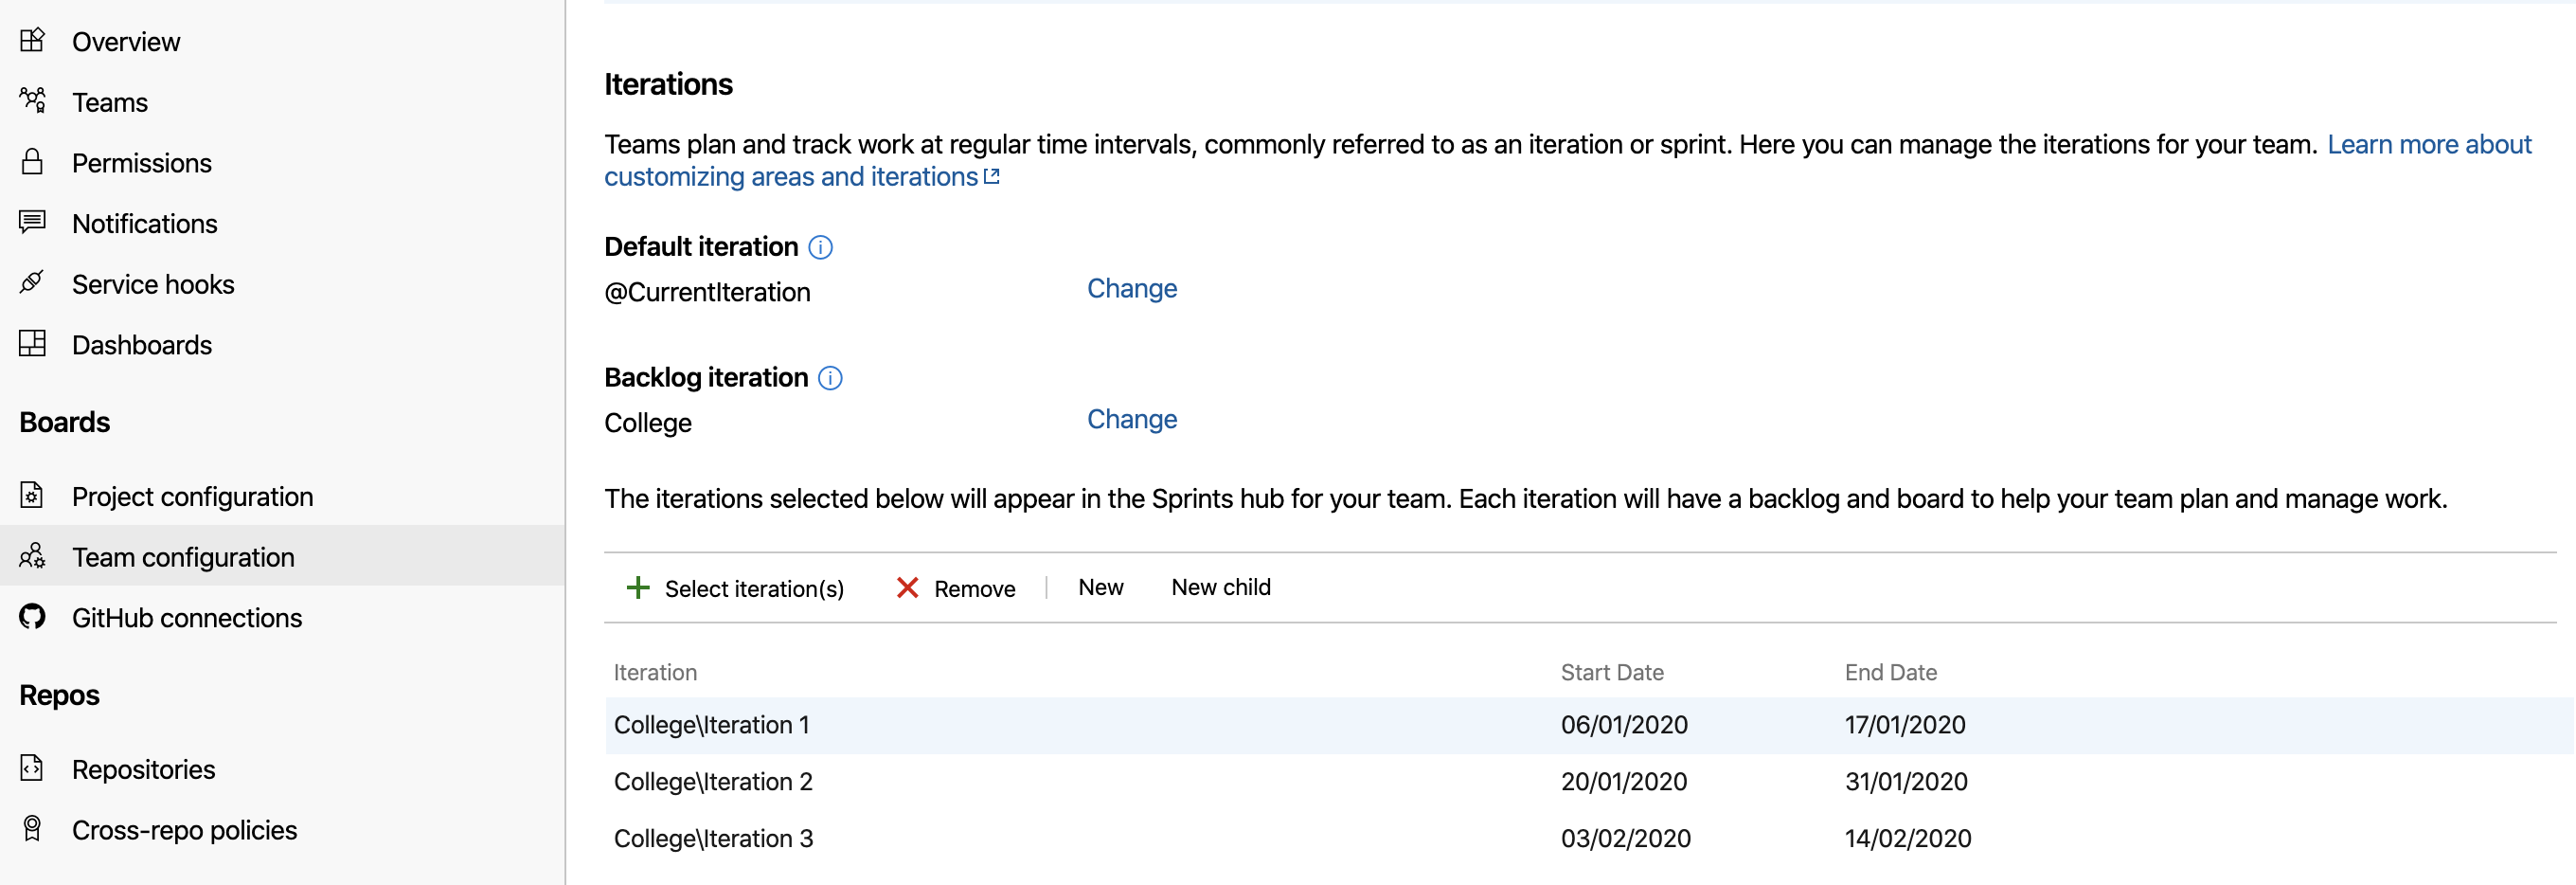 Overview
Teams
Permissions
Notifications
Service hooks
Dashboards
Boards
Project configuration
Team configuration
GitHub connections
Repos
Repositories
Cross-repo policies
Iterations
Teams plan and track work at regular time intervals, commonly referred to as an iteration or sprint. Here you can manage the iterations for your team. Learn more about
customizing areas and iterations
Default iteration
@CurrentIteration Change
Backlog iteration
College Change
The iterations selected below will appear in the Sprints hub for your team. Each iteration will have a backlog and board to help your team plan and manage work.
Select iteration(s) Remove New New child
Iteration Start Date End Date
College\Iteration 1 06/01/2020 17/01/2020
College\Iteration 2 20/01/2020 31/01/2020
College\Iteration 3 03/02/2020 14/02/2020